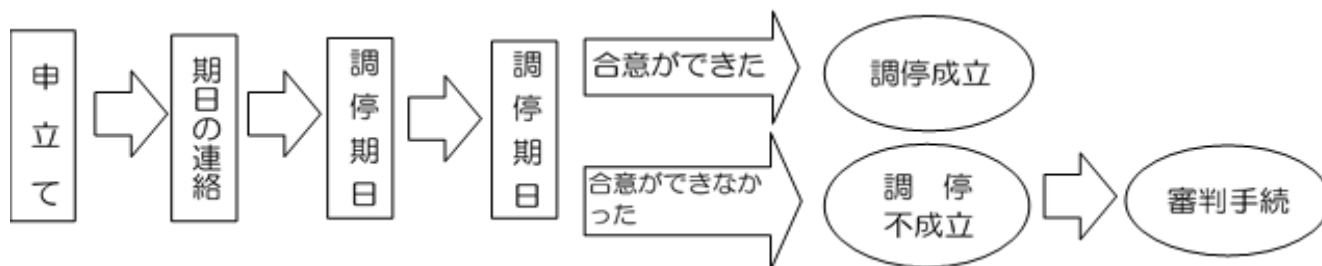 申立て
期日の連絡
調停期日
調停期日
合意ができた
調停成立
合意ができなか
った
調　停
不成立
審判手続